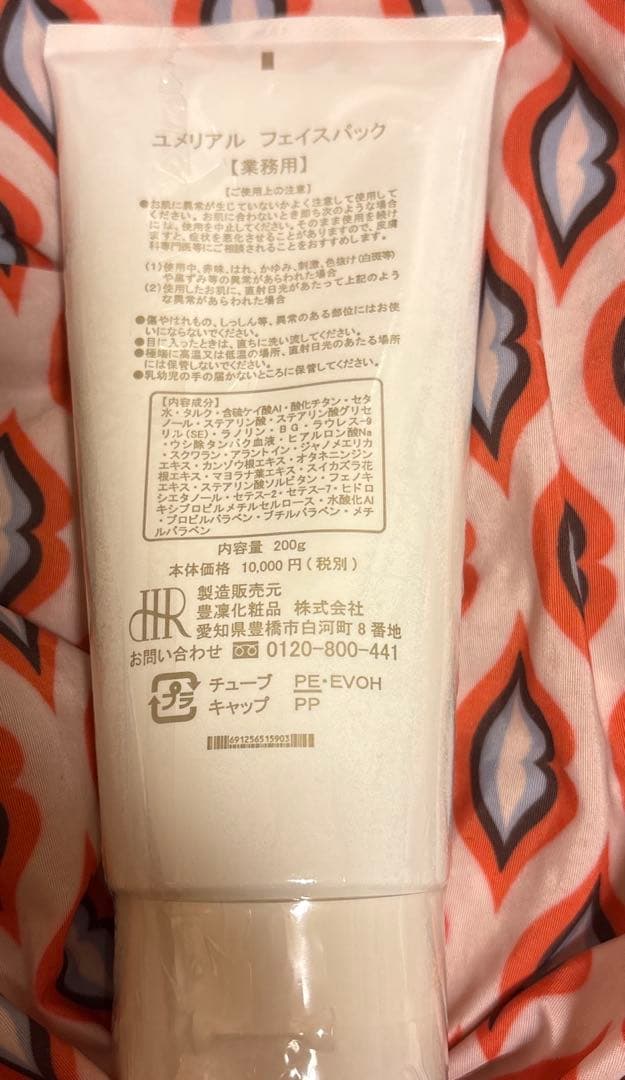 ユメリアル フェイスパック
【業務用】
【ご使用上の注意】
●お肌に異常が生じていないかよく注意して使用して
ください。お肌に合わないとき即ち次のような場合
には、使用を中止してください。そのまま使用を続け
ますと、症状を悪化させることがありますので、皮膚
科専門医等にご相談されることをおすすめします。
(1)使用中、赤味、はれ、かゆみ、刺激、色抜け(白斑等)
や黒ずみ等の異常があらわれた場合
(2)使用したお肌に、直射日光があたって上記のよう
な異常があらわれた場合
●傷やはれもの、しっしん等、異常のある部位にはお使
いにならないでください。
●目に入ったときは、直ちに洗い流してください。
●極端に高温又は低温の場所、直射日光のあたる場所
には保管しないでください。
●乳幼児の手の届かないところに保管してください。
【内容成分】
水・タルク・含硫ケイ酸Al・酸化チタン・セタ
ノール・ステアリン酸・ステアリン酸グリセ
リル(SE)・ラノリン・BG・ラウレス-9
・ウシ除タンパク血液・ヒアルロン酸Na
・スクワラン・アラントイン・ジャノメエリカ
エキス・カンゾウ根エキス・オタネニンジン
根エキス・マヨラナ葉エキス・スイカズラ花
エキス・ステアリン酸ソルビタン・フェノキ
シエタノール・セテス-2・セテス-7・ヒドロ
キシプロピルメチルセルロース・水酸化Al
・プロピルパラベン・ブチルパラベン・メチ
ルパラベン
内容量 200g
本体価格 10,000円(税別)
HR 製造販売元
豊凜化粧品 株式会社
愛知県豊橋市白河町8番地
お問い合わせ 0120-800-441
プラ チューブ PE・EVOH
キャップ PP
691256515903